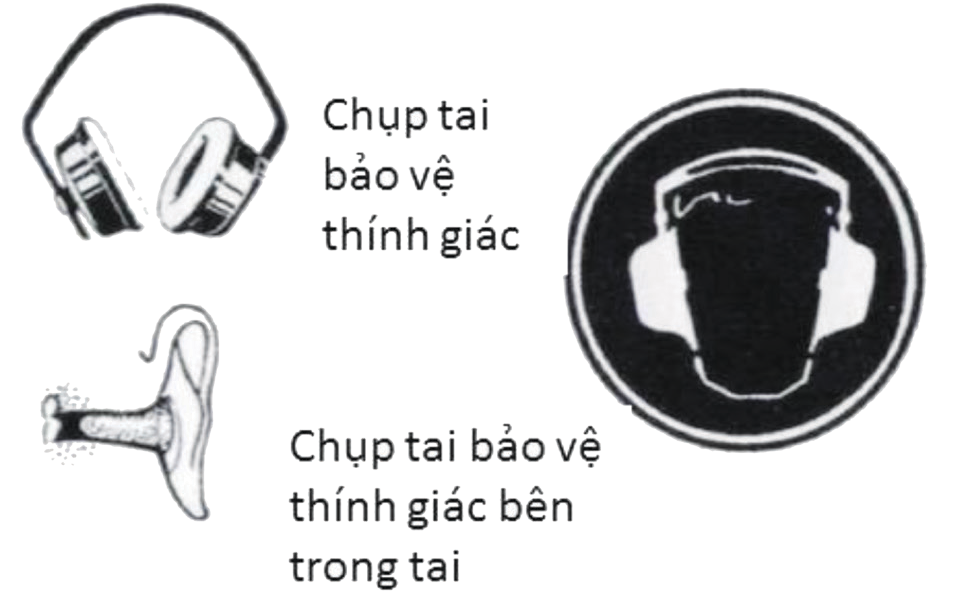 Chụp tai
bảo vệ
thính giác
Chụp tai bảo vệ
thính giác bên
trong tai